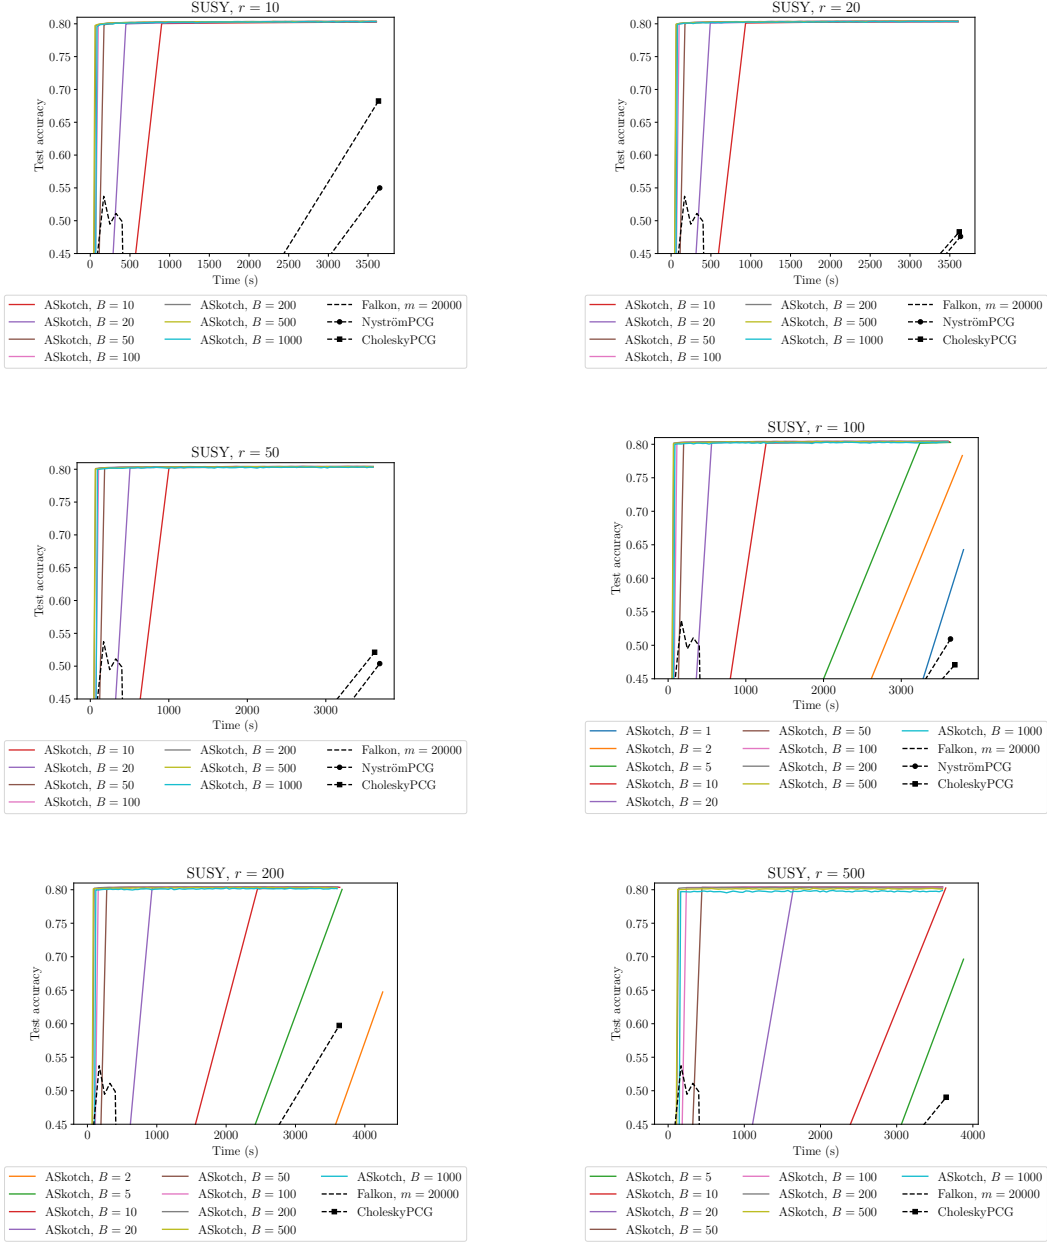 SUSY, r = 10
0.80
0.75
0.70
0.65
0.60
0.55
0.50
0.45
Test accuracy
0 500 1000 1500 2000 2500 3000 3500
Time (s)
ASkotch, B = 10 ASkotch, B = 200 Falkon, m = 20000
ASkotch, B = 20 ASkotch, B = 500 NyströmPCG
ASkotch, B = 50 ASkotch, B = 1000 CholeskyPCG
ASkotch, B = 100
SUSY, r = 20
0.80
0.75
0.70
0.65
0.60
0.55
0.50
0.45
Test accuracy
0 500 1000 1500 2000 2500 3000 3500
Time (s)
ASkotch, B = 10 ASkotch, B = 200 Falkon, m = 20000
ASkotch, B = 20 ASkotch, B = 500 NyströmPCG
ASkotch, B = 50 ASkotch, B = 1000 CholeskyPCG
ASkotch, B = 100
SUSY, r = 50
0.80
0.75
0.70
0.65
0.60
0.55
0.50
0.45
Test accuracy
0 1000 2000 3000
Time (s)
ASkotch, B = 10 ASkotch, B = 200 Falkon, m = 20000
ASkotch, B = 20 ASkotch, B = 500 NyströmPCG
ASkotch, B = 50 ASkotch, B = 1000 CholeskyPCG
ASkotch, B = 100
SUSY, r = 100
0.80
0.75
0.70
0.65
0.60
0.55
0.50
0.45
Test accuracy
0 1000 2000 3000
Time (s)
ASkotch, B = 1 ASkotch, B = 50 ASkotch, B = 1000
ASkotch, B = 2 ASkotch, B = 100 Falkon, m = 20000
ASkotch, B = 5 ASkotch, B = 200 NyströmPCG
ASkotch, B = 10 ASkotch, B = 500 CholeskyPCG
ASkotch, B = 20
SUSY, r = 200
0.80
0.75
0.70
0.65
0.60
0.55
0.50
0.45
Test accuracy
0 1000 2000 3000 4000
Time (s)
ASkotch, B = 2 ASkotch, B = 50 ASkotch, B = 1000
ASkotch, B = 5 ASkotch, B = 100 Falkon, m = 20000
ASkotch, B = 10 ASkotch, B = 200 CholeskyPCG
ASkotch, B = 20 ASkotch, B = 500
SUSY, r = 500
0.80
0.75
0.70
0.65
0.60
0.55
0.50
0.45
Test accuracy
0 1000 2000 3000 4000
Time (s)
ASkotch, B = 5 ASkotch, B = 100 ASkotch, B = 1000
ASkotch, B = 10 ASkotch, B = 200 Falkon, m = 20000
ASkotch, B = 20 ASkotch, B = 500 CholeskyPCG
ASkotch, B = 50